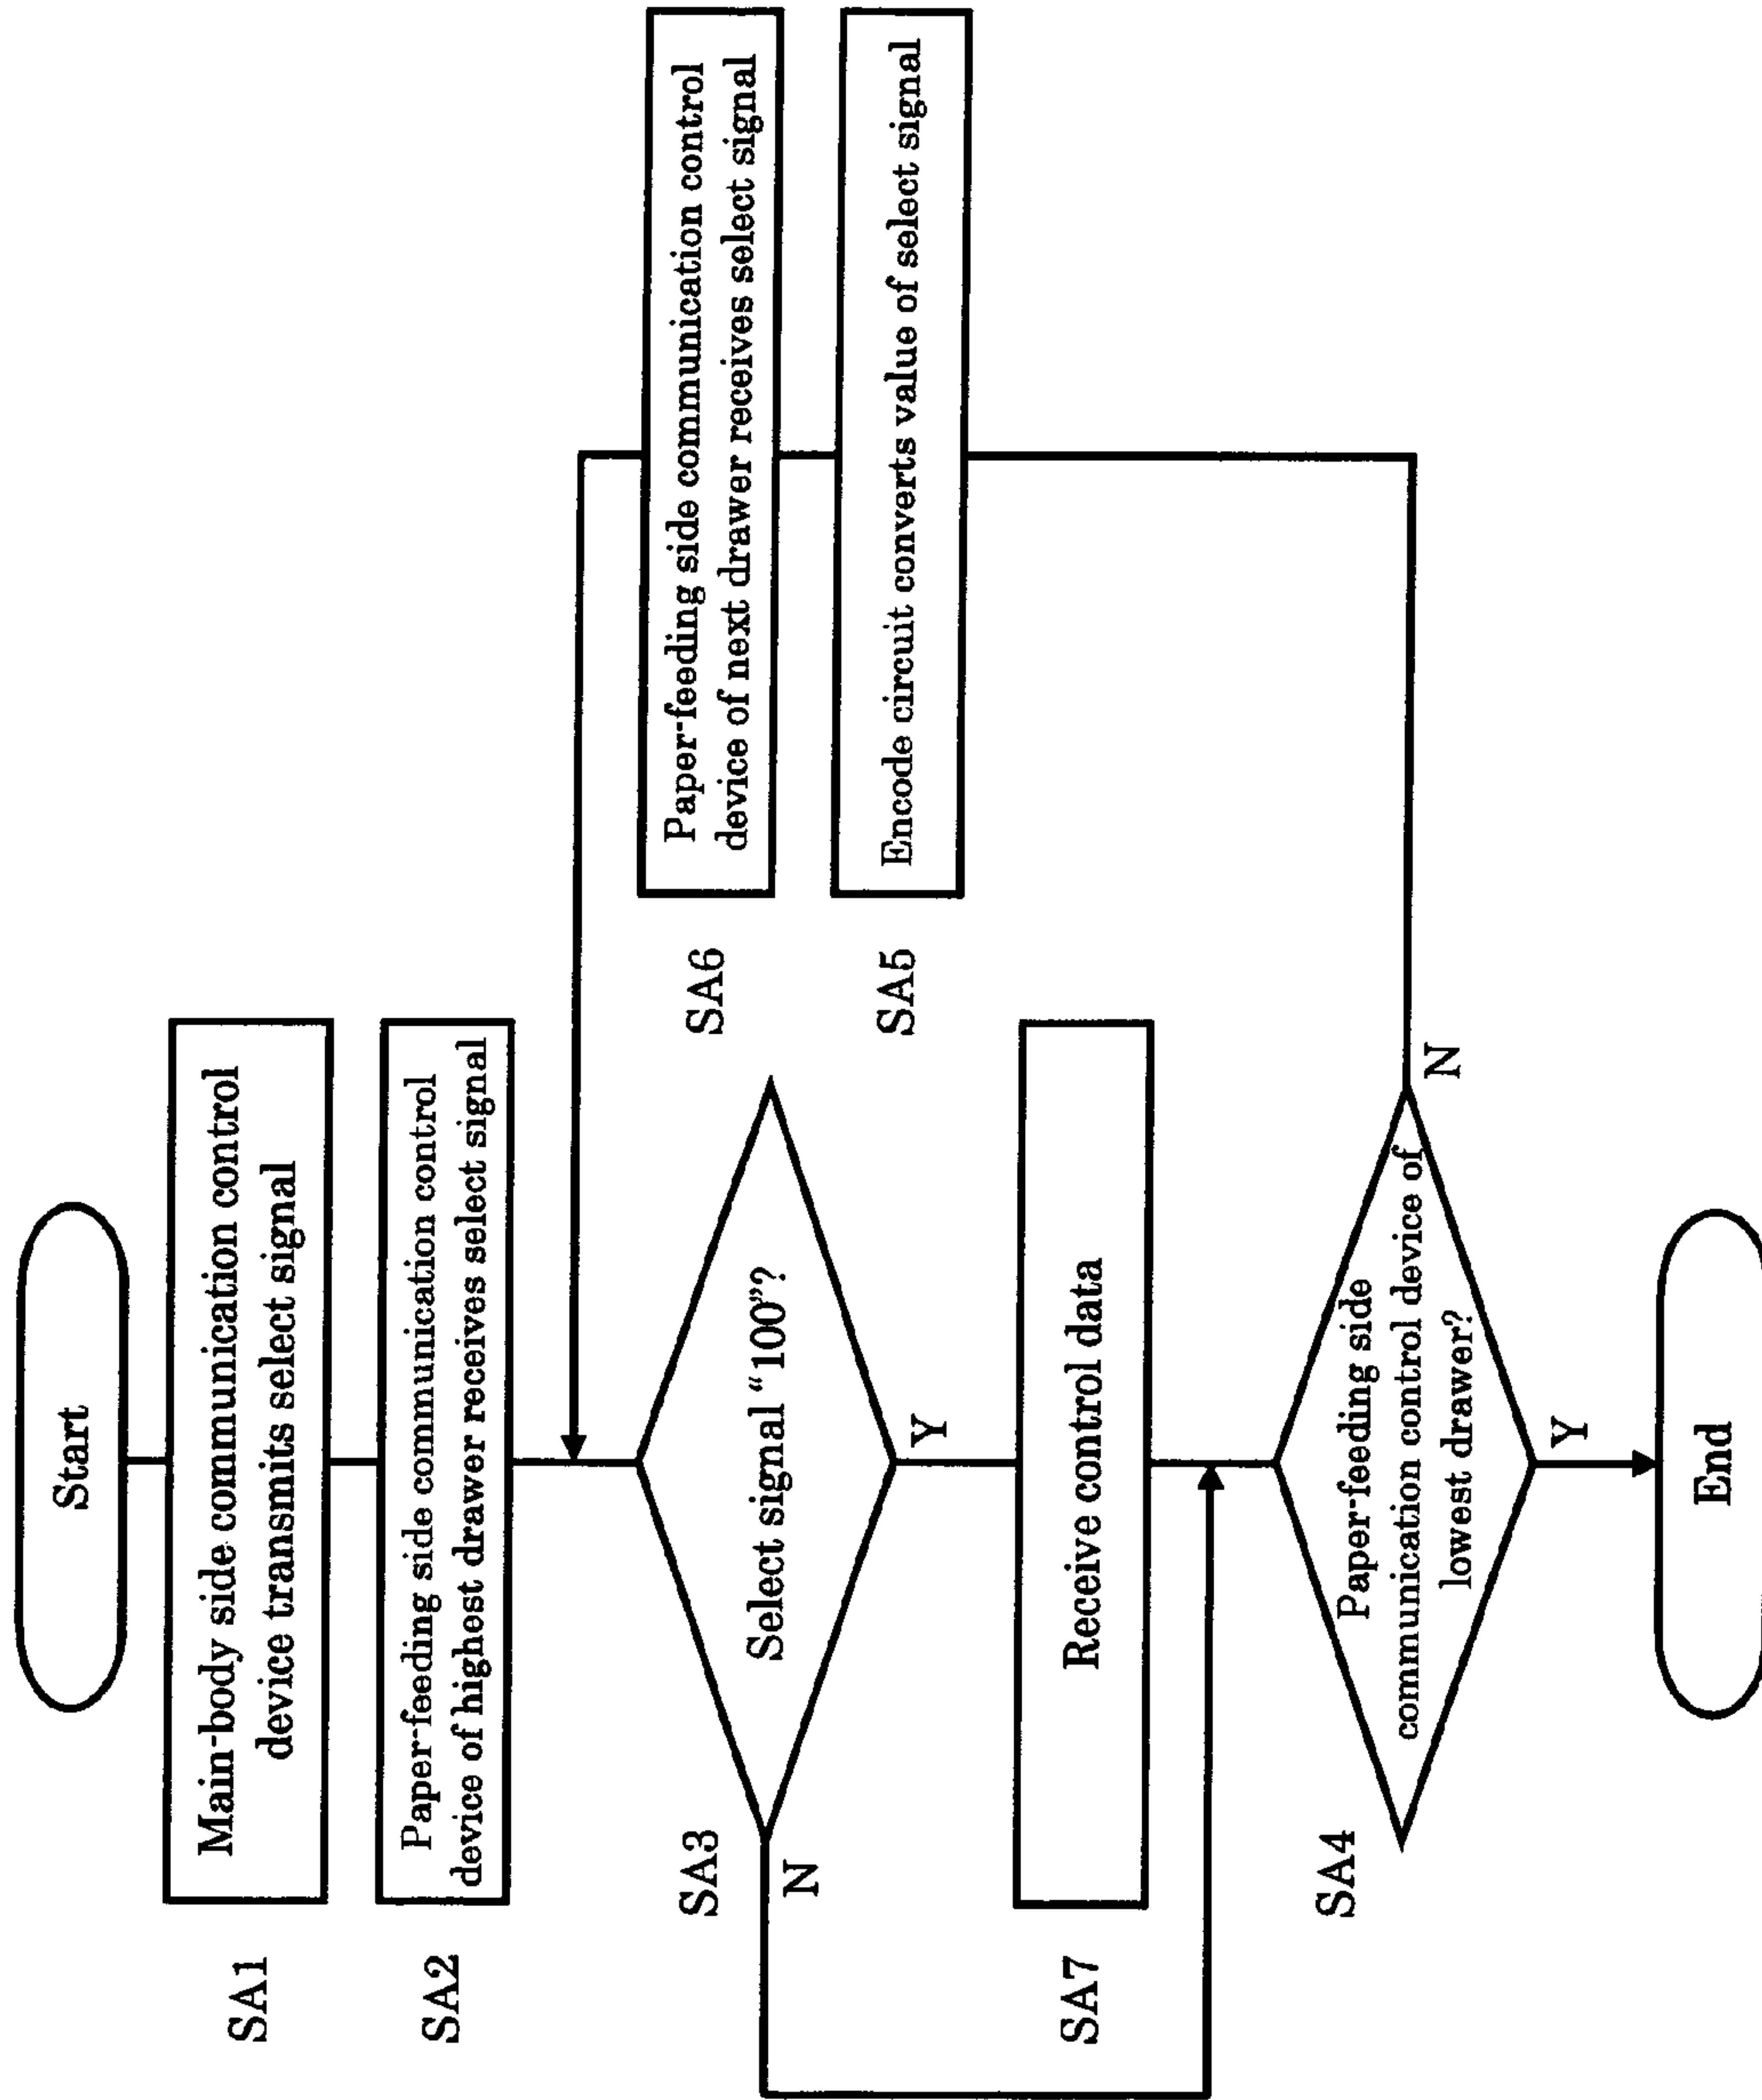 Start
SA1
Main-body side communication control
device transmits select signal
SA2
Paper-feeding side communication control
device of highest drawer receives select signal
SA3
Select signal “100”?
N
Y
SA6
Paper-feeding side communication control
device of next drawer receives select signal
SA5
Encode circuit converts value of select signal
SA7
Receive control data
SA4
Paper-feeding side
communication control device of
lowest drawer?
N
Y
End